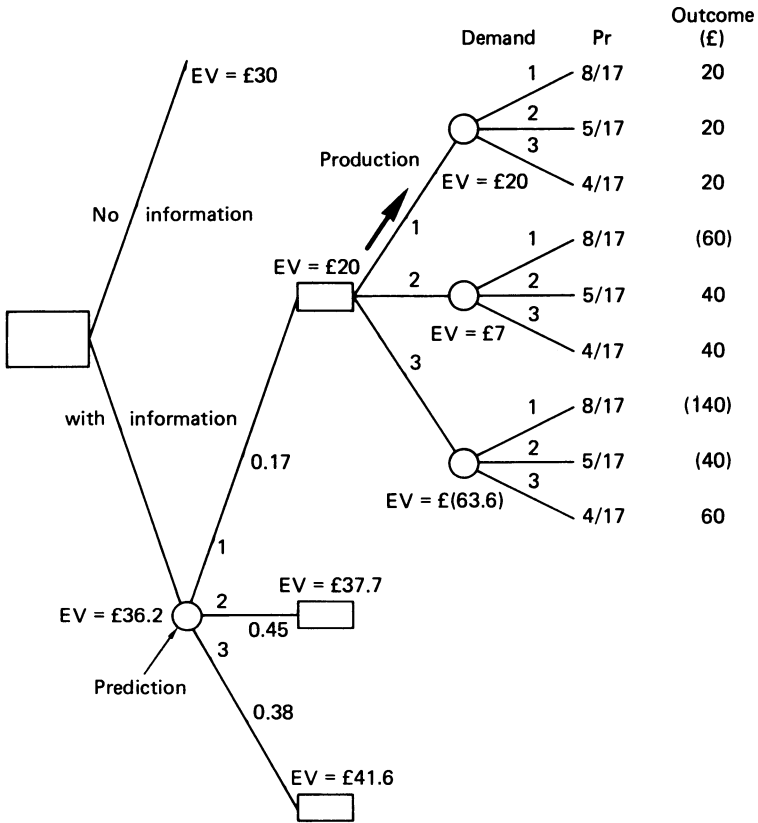 Outcome
Demand Pr (£)
1 8/17 20
EV = £30
2 5/17 20
3
Production
EV = £20 4/17 20
No information
1
1 8/17 (60)
EV = £20
2 2 5/17 40
3
EV = £7
4/17 40
3
1 8/17 (140)
with information
2 5/17 (40)
0.17
3
EV = £(63.6)
4/17 60
1
EV = £37.7
2
EV = £36.2
0.45
3
Prediction
0.38
EV = £41.6